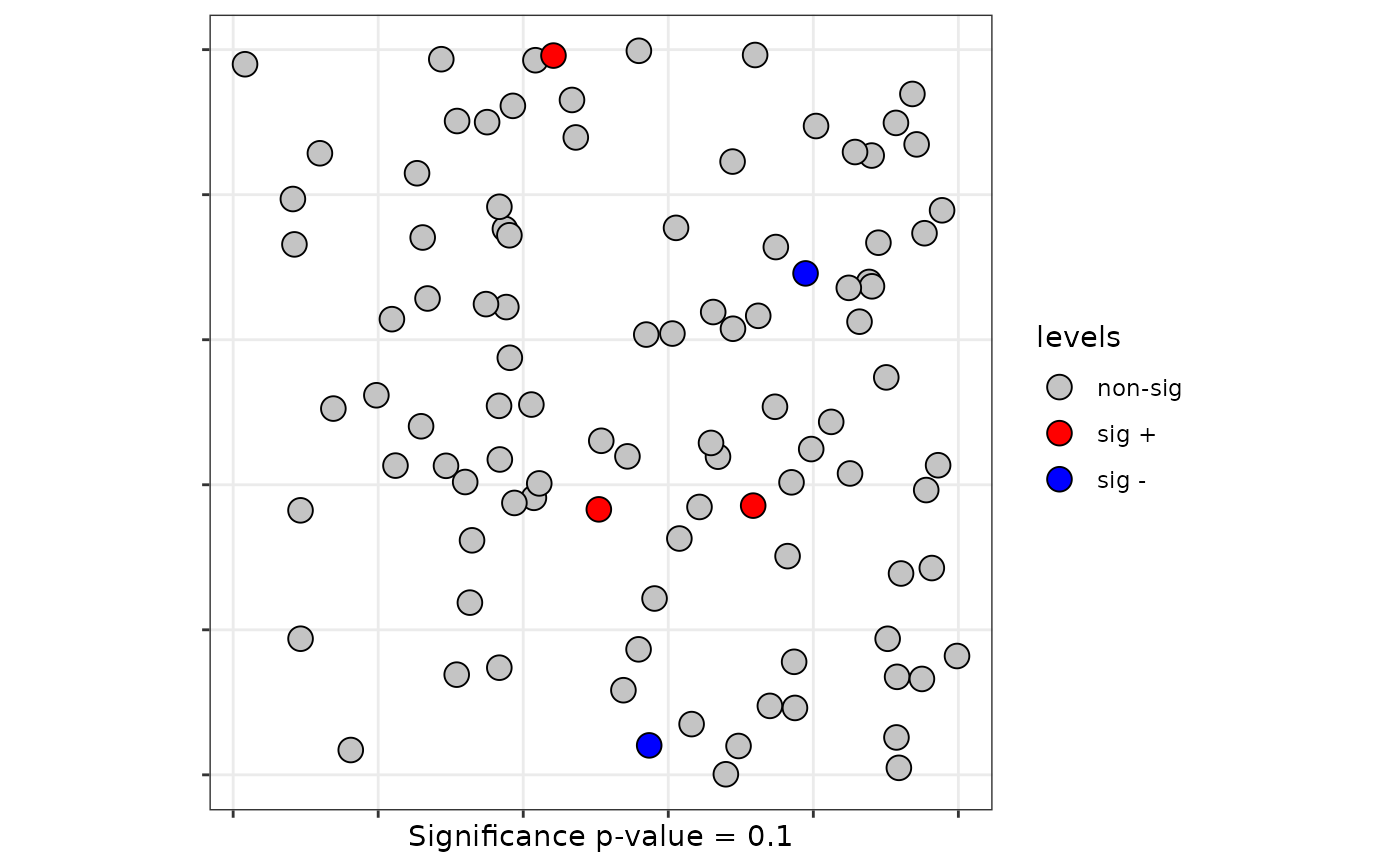 levels
non-sig
sig +
sig -
Significance p-value = 0.1